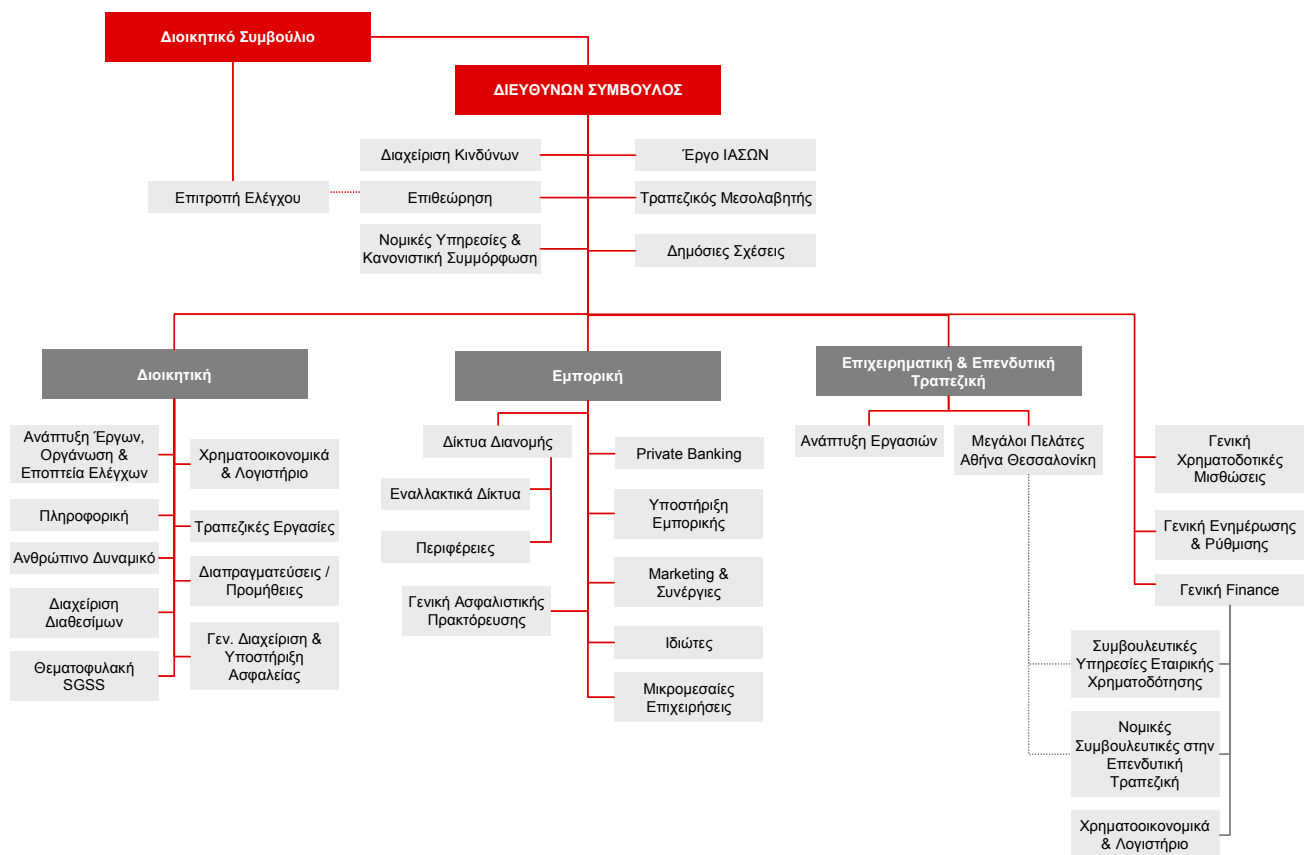 Διοικητικό Συμβούλιο
ΔΙΕΥΘΥΝΩΝ ΣΥΜΒΟΥΛΟΣ
Διαχείριση Κινδύνων
Έργο ΙΑΣΩΝ
Επιτροπή Ελέγχου
Επιθεώρηση
Τραπεζικός Μεσολαβητής
Νομικές Υπηρεσίες &
Κανονιστική Συμμόρφωση
Δημόσιες Σχέσεις
Διοικητική
Εμπορική
Επιχειρηματική & Επενδυτική
Τραπεζική
Ανάπτυξη Έργων,
Οργάνωση &
Εποπτεία Ελέγχων
Χρηματοοικονομικά
& Λογιστήριο
Πληροφορική
Τραπεζικές Εργασίες
Ανθρώπινο Δυναμικό
Διαπραγματεύσεις /
Προμήθειες
Διαχείριση
Διαθεσίμων
Γεν. Διαχείριση &
Υποστήριξη
Ασφαλείας
Θεματοφυλακή
SGSS
Δίκτυα Διανομής
Private Banking
Εναλλακτικά Δίκτυα
Υποστήριξη
Εμπορικής
Περιφέρειες
Marketing &
Συνέργιες
Γενική Ασφαλιστικής
Πρακτόρευσης
Ιδιώτες
Μικρομεσαίες
Επιχειρήσεις
Ανάπτυξη Εργασιών
Μεγάλοι Πελάτες
Αθήνα Θεσσαλονίκη
Γενική
Χρηματοδοτικές
Μισθώσεις
Γενική Ενημέρωσης
& Ρύθμισης
Γενική Finance
Συμβουλευτικές
Υπηρεσίες Εταιρικής
Χρηματοδότησης
Νομικές
Συμβουλευτικές στην
Επενδυτική
Τραπεζική
Χρηματοοικονομικά
& Λογιστήριο